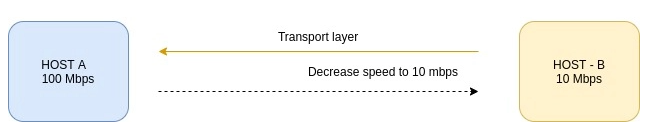 Transport layer
HOST A
100 Mbps
Decrease speed to 10 mbps
HOST - B
10 Mbps